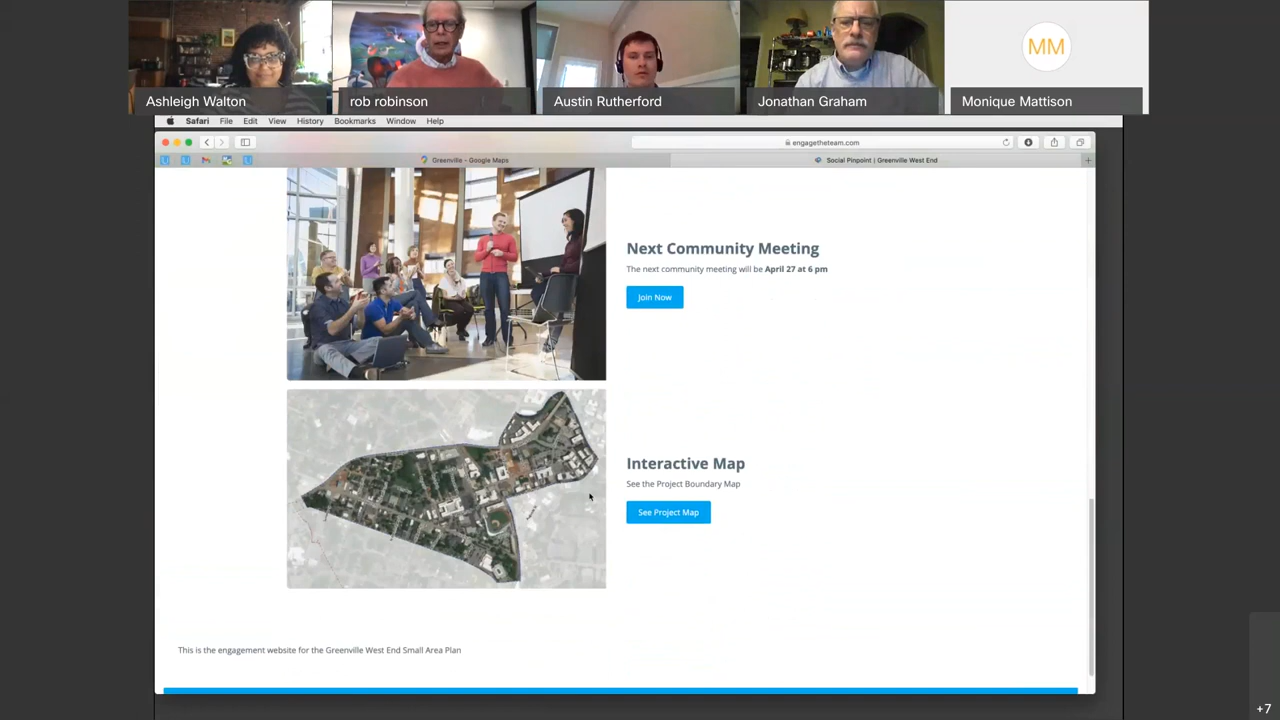 MM
Ashleigh Walton
rob robinson
Austin Rutherford
Jonathan Graham
Monique Mattison
Safari File Edit View History Bookmarks Window Help
engagetheteam.com
Greenville - Google Maps
Social Pinpoint | Greenville West End
Next Community Meeting
The next community meeting will be April 27 at 6 pm
Join Now
Interactive Map
See the Project Boundary Map
See Project Map
This is the engagement website for the Greenville West End Small Area Plan
+7